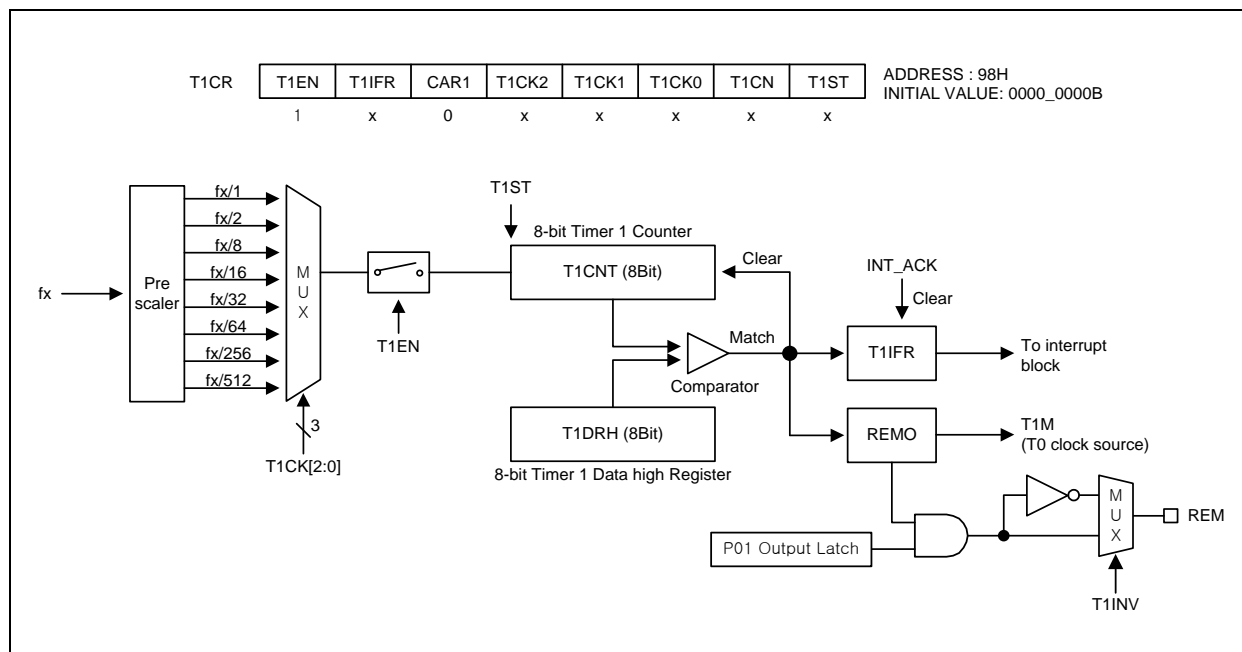 T1CR T1EN T1IFR CAR1 T1CK2 T1CK1 T1CK0 T1CN T1ST
ADDRESS : 98H
INITIAL VALUE: 0000_0000B
1 x 0 x x x x x
fx
Pre
scaler
fx/1
fx/2
fx/8
fx/16
fx/32
fx/64
fx/256
fx/512
M
U
X
3
T1CK[2:0]
T1EN
T1ST
8-bit Timer 1 Counter
T1CNT (8Bit)
Clear
Match
Comparator
T1DRH (8Bit)
8-bit Timer 1 Data high Register
INT_ACK
Clear
T1IFR
To interrupt
block
REMO
T1M
(T0 clock source)
P01 Output Latch
M
U
X
REM
T1INV